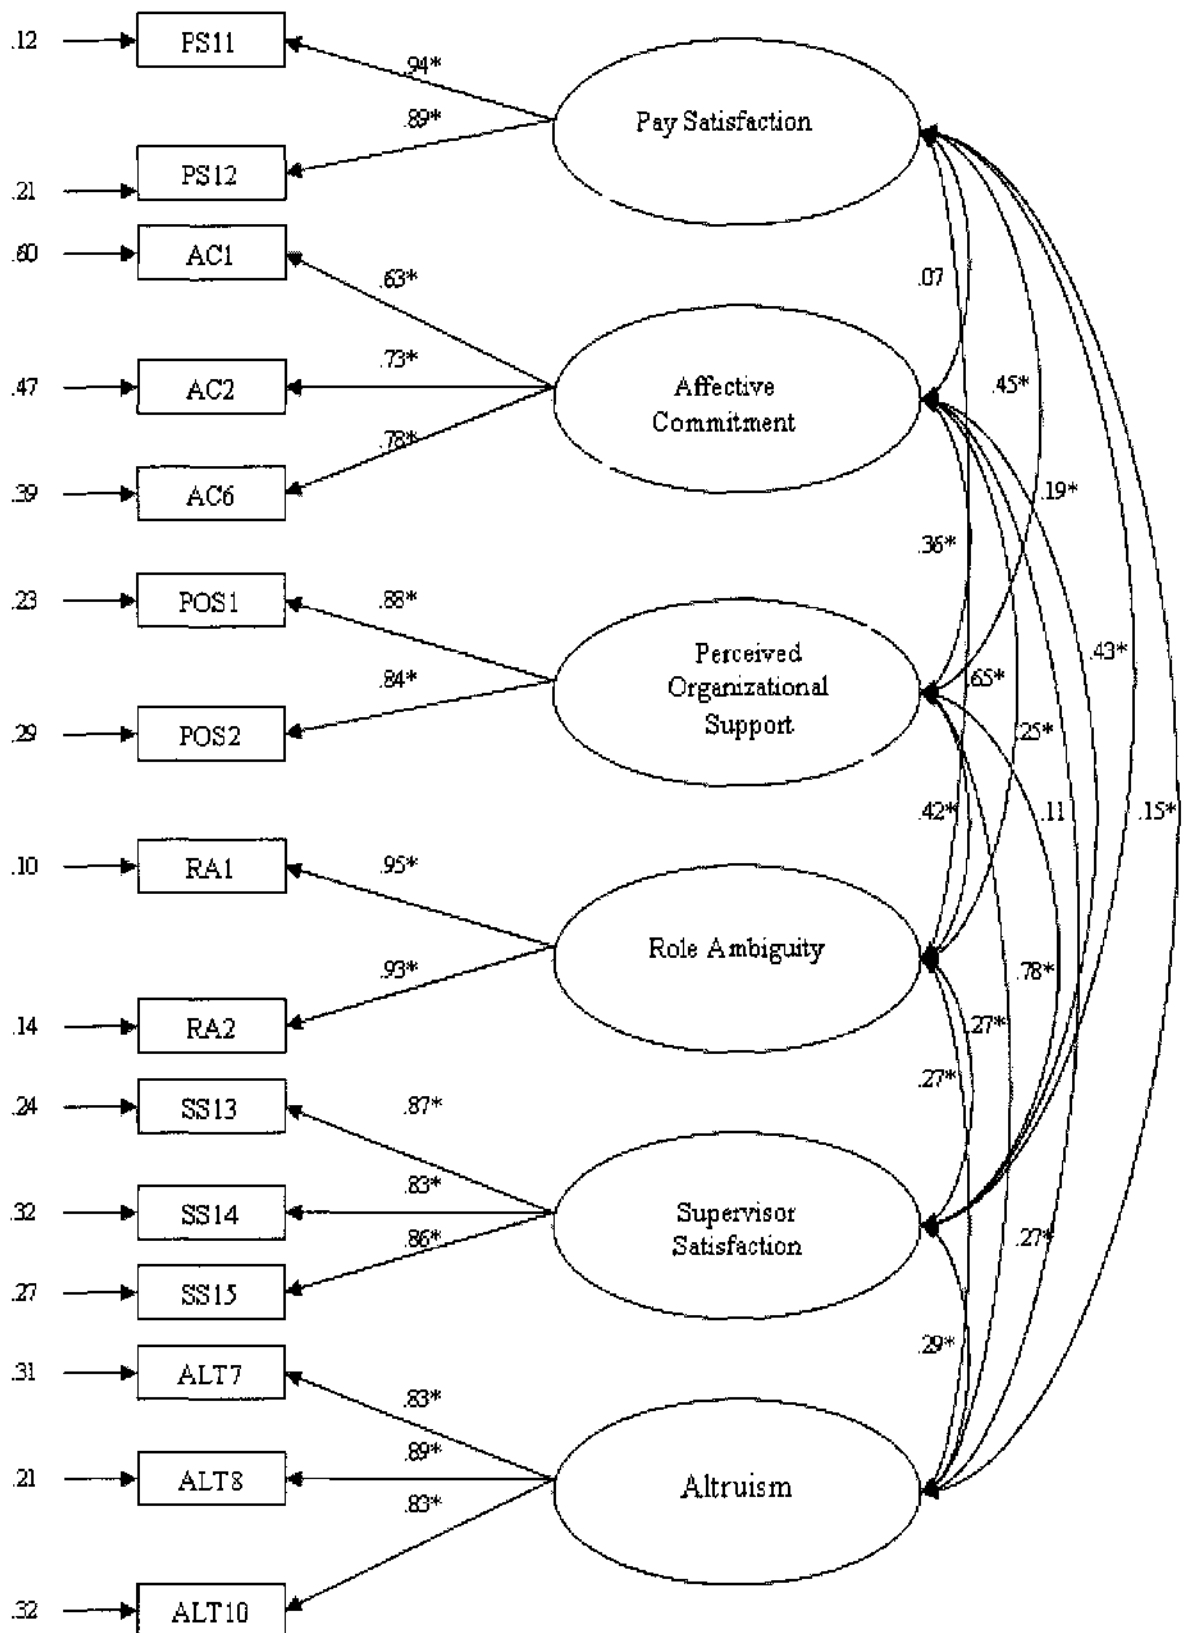 .12
PS11
.94*
Pay Satisfaction
.89*
PS12
.21
.60
AC1
.63*
.07
.47
AC2
.73*
Affective
Commitment
.45*
.78*
.39
AC6
.19*
.36*
.23
POS1
.88*
Perceived
Organizational
Support
.43*
.84*
.65*
.29
POS2
.25*
.42*
.11
.15*
.10
RA1
.95*
Role Ambiguity
.93*
.78*
.14
RA2
.27*
.27*
.24
SS13
.87*
.32
SS14
.83*
Supervisor
Satisfaction
.86*
.27*
.27
SS15
.29*
.31
ALT7
.83*
.89*
.21
ALT8
Altruism
.83*
.32
ALT10